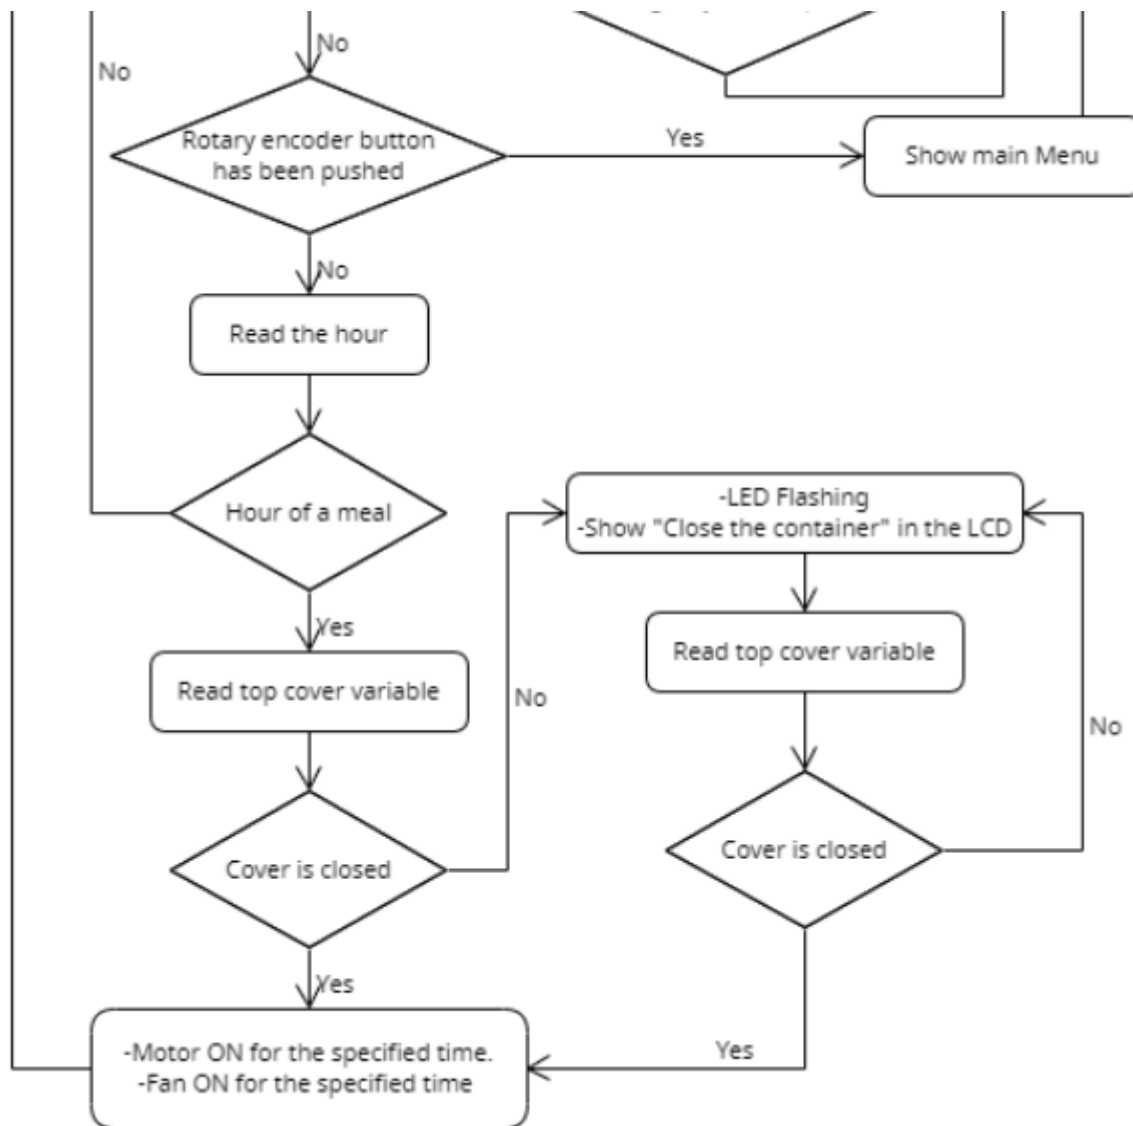 No
No
Rotary encoder button
has been pushed
Yes
Show main Menu
No
Read the hour
Hour of a meal
-LED Flashing
-Show "Close the container" in the LCD
Yes
Read top cover variable
Read top cover variable
No
No
Cover is closed
Cover is closed
Yes
-Motor ON for the specified time.
-Fan ON for the specified time
Yes